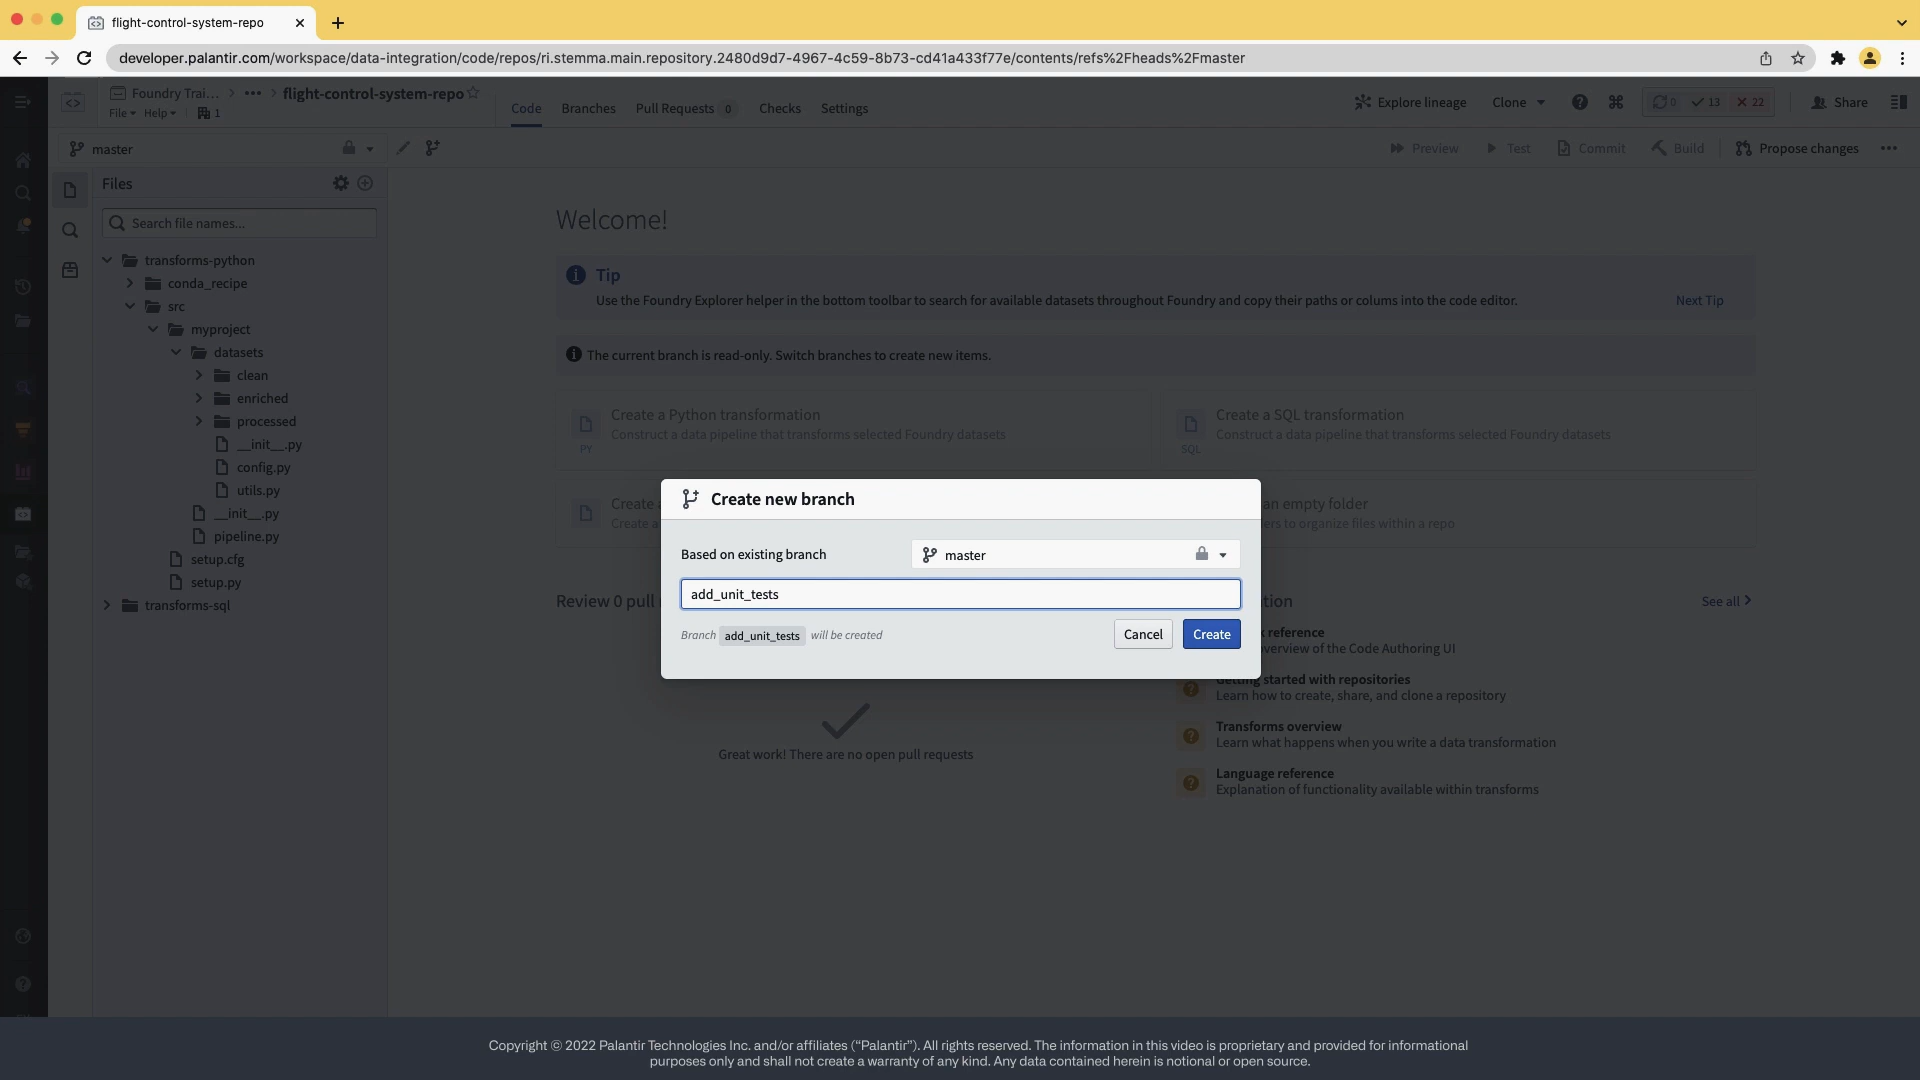 flight-control-system-repo
developer.palantir.com/workspace/data-integration/code/repos/ri.stemma.main.repository.2480d9d7-4967-4c59-8b73-cd41a433f77e/contents/refs%2Fheads%2Fmaster
Foundry Trai... ••• flight-control-system-repo
File Help 1
Code Branches Pull Requests 0 Checks Settings
Explore lineage Clone 0 13 22 Share
master
Preview Test Commit Build Propose changes •••
Files
Search file names...
transforms-python
conda_recipe
src
myproject
datasets
clean
enriched
processed
__init__.py
config.py
utils.py
__init__.py
pipeline.py
setup.cfg
setup.py
transforms-sql
Welcome!
Tip
Use the Foundry Explorer helper in the bottom toolbar to search for available datasets throughout Foundry and copy their paths or colums into the code editor.
Next Tip
The current branch is read-only. Switch branches to create new items.
Create a Python transformation
Construct a data pipeline that transforms selected Foundry datasets
PY
Create a SQL transformation
Construct a data pipeline that transforms selected Foundry datasets
SQL
Create
Create a
an empty folder
to organize files within a repo
Create new branch
Based on existing branch
master
add_unit_tests
Branch add_unit_tests will be created
Cancel
Create
Review 0 pull
See all
reference
overview of the Code Authoring UI
Getting started with repositories
Learn how to create, share, and clone a repository
Transforms overview
Learn what happens when you write a data transformation
Language reference
Explanation of functionality available within transforms
Great work! There are no open pull requests
Copyright © 2022 Palantir Technologies Inc. and/or affiliates (“Palantir”). All rights reserved. The information in this video is proprietary and provided for informational
purposes only and shall not create a warranty of any kind. Any data contained herein is notional or open source.